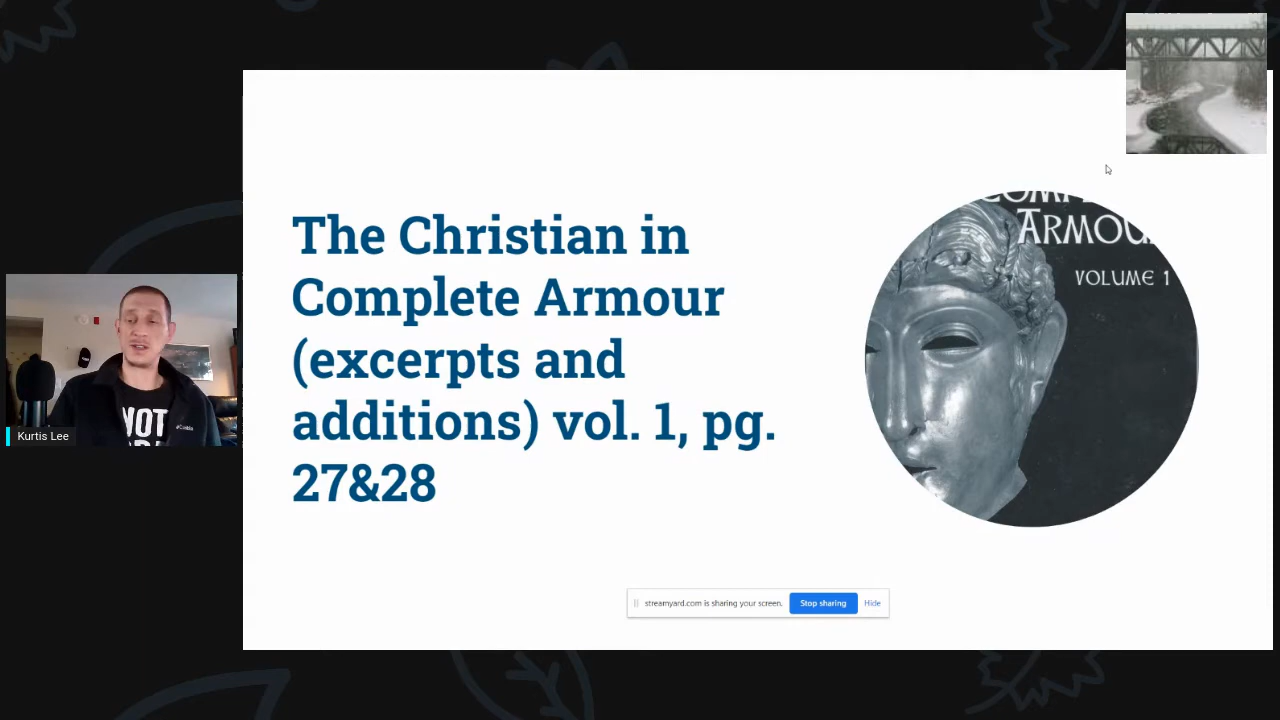 The Christian in
Complete Armour
(excerpts and
additions) vol. 1, pg.
27&28
ARMOU
VOLUME 1
NOT
Kurtis Lee
streamyard.com is sharing your screen.
Stop sharing
Hide